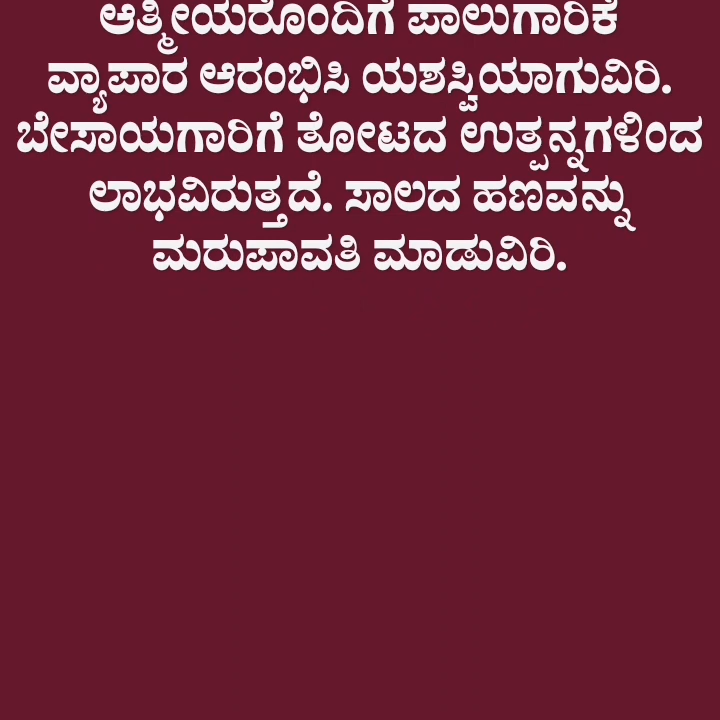 ಆತ್ಮೀಯರೊಂದಿಗೆ ಪಾಲುಗಾರಿಕೆ
ವ್ಯಾಪಾರ ಆರಂಭಿಸಿ ಯಶಸ್ವಿಯಾಗುವಿರಿ.
ಬೇಸಾಯಗಾರಿಗೆ ತೋಟದ ಉತ್ಪನ್ನಗಳಿಂದ
ಲಾಭವಿರುತ್ತದೆ. ಸಾಲದ ಹಣವನ್ನು
ಮರುಪಾವತಿ ಮಾಡುವಿರಿ.